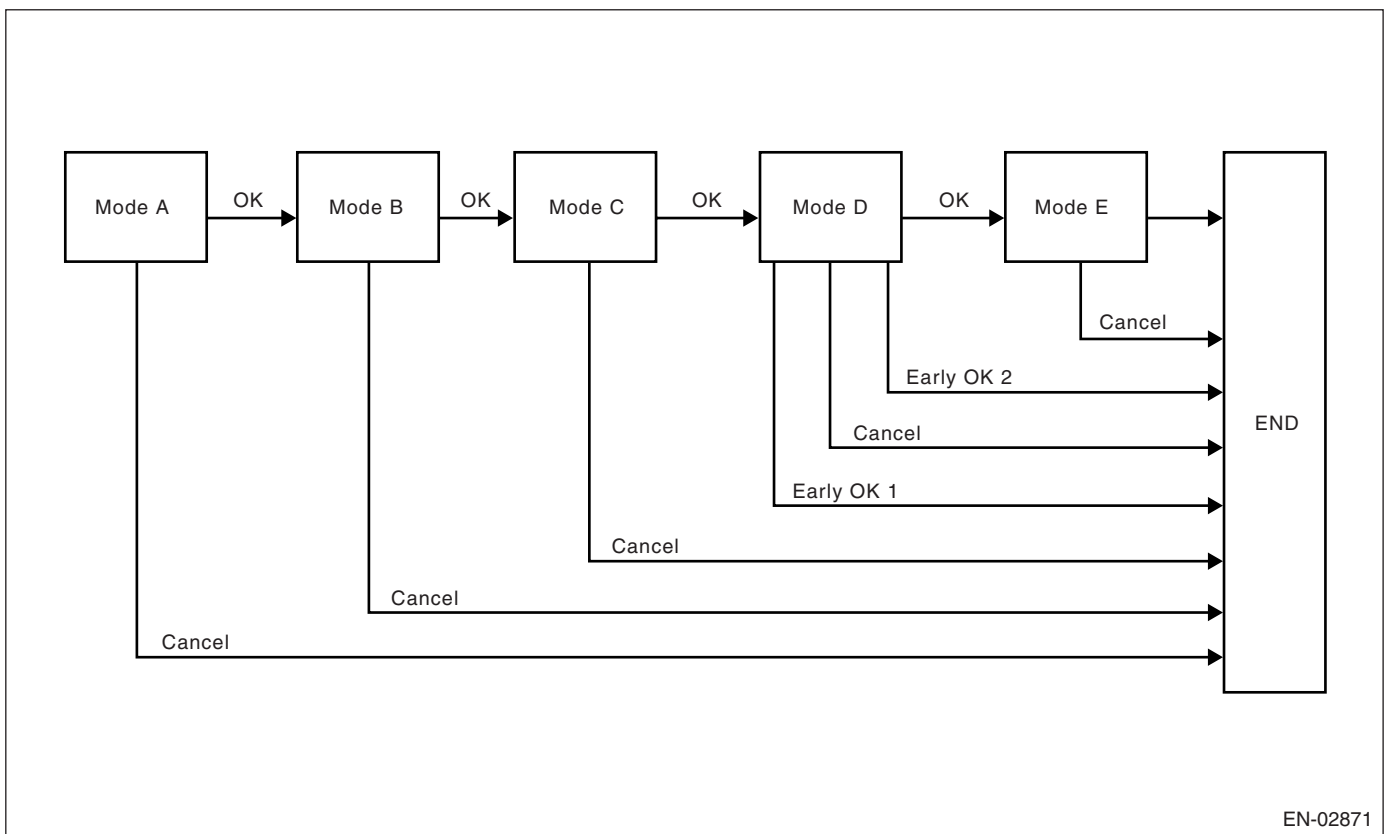 Mode A
OK
Mode B
OK
Mode C
OK
Mode D
OK
Mode E
Cancel
Early OK 2
END
Cancel
Early OK 1
Cancel
Cancel
Cancel
EN-02871